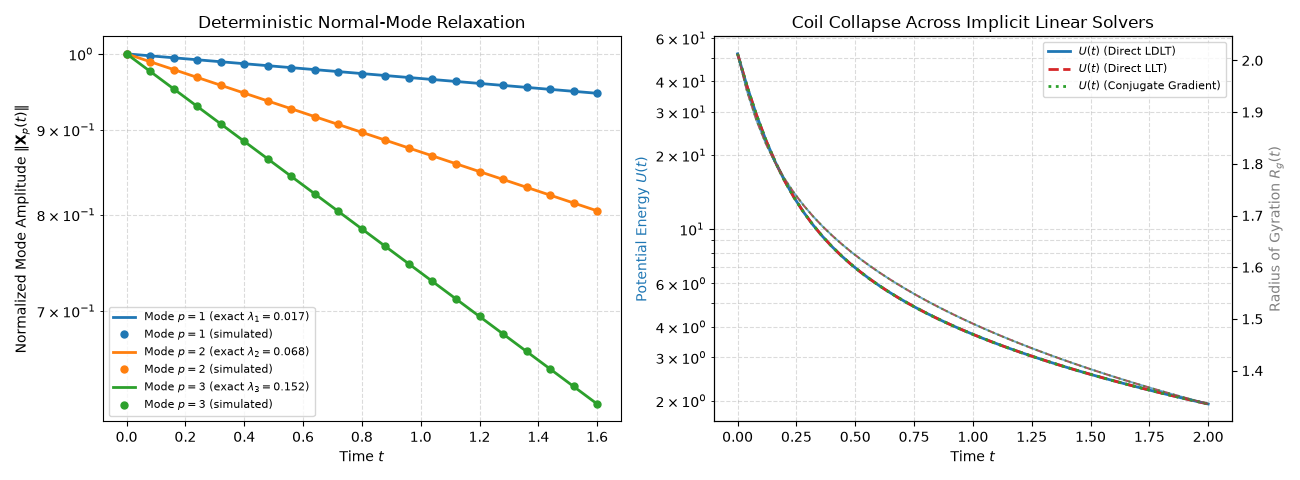 Deterministic Normal-Mode Relaxation
Normalized Mode Amplitude ‖𝐗ₚ(t)‖
10⁰
9 × 10⁻¹
8 × 10⁻¹
7 × 10⁻¹
Mode p = 1 (exact λ₁ = 0.017)
Mode p = 1 (simulated)
Mode p = 2 (exact λ₂ = 0.068)
Mode p = 2 (simulated)
Mode p = 3 (exact λ₃ = 0.152)
Mode p = 3 (simulated)
0.0 0.2 0.4 0.6 0.8 1.0 1.2 1.4 1.6
Time t
Coil Collapse Across Implicit Linear Solvers
Potential Energy U(t)
6 × 10¹
4 × 10¹
3 × 10¹
2 × 10¹
10¹
6 × 10⁰
4 × 10⁰
3 × 10⁰
2 × 10⁰
U(t) (Direct LDLT)
U(t) (Direct LLT)
U(t) (Conjugate Gradient)
2.0
1.9
1.8
1.7
1.6
1.5
1.4
Radius of Gyration R_g(t)
0.00 0.25 0.50 0.75 1.00 1.25 1.50 1.75 2.00
Time t